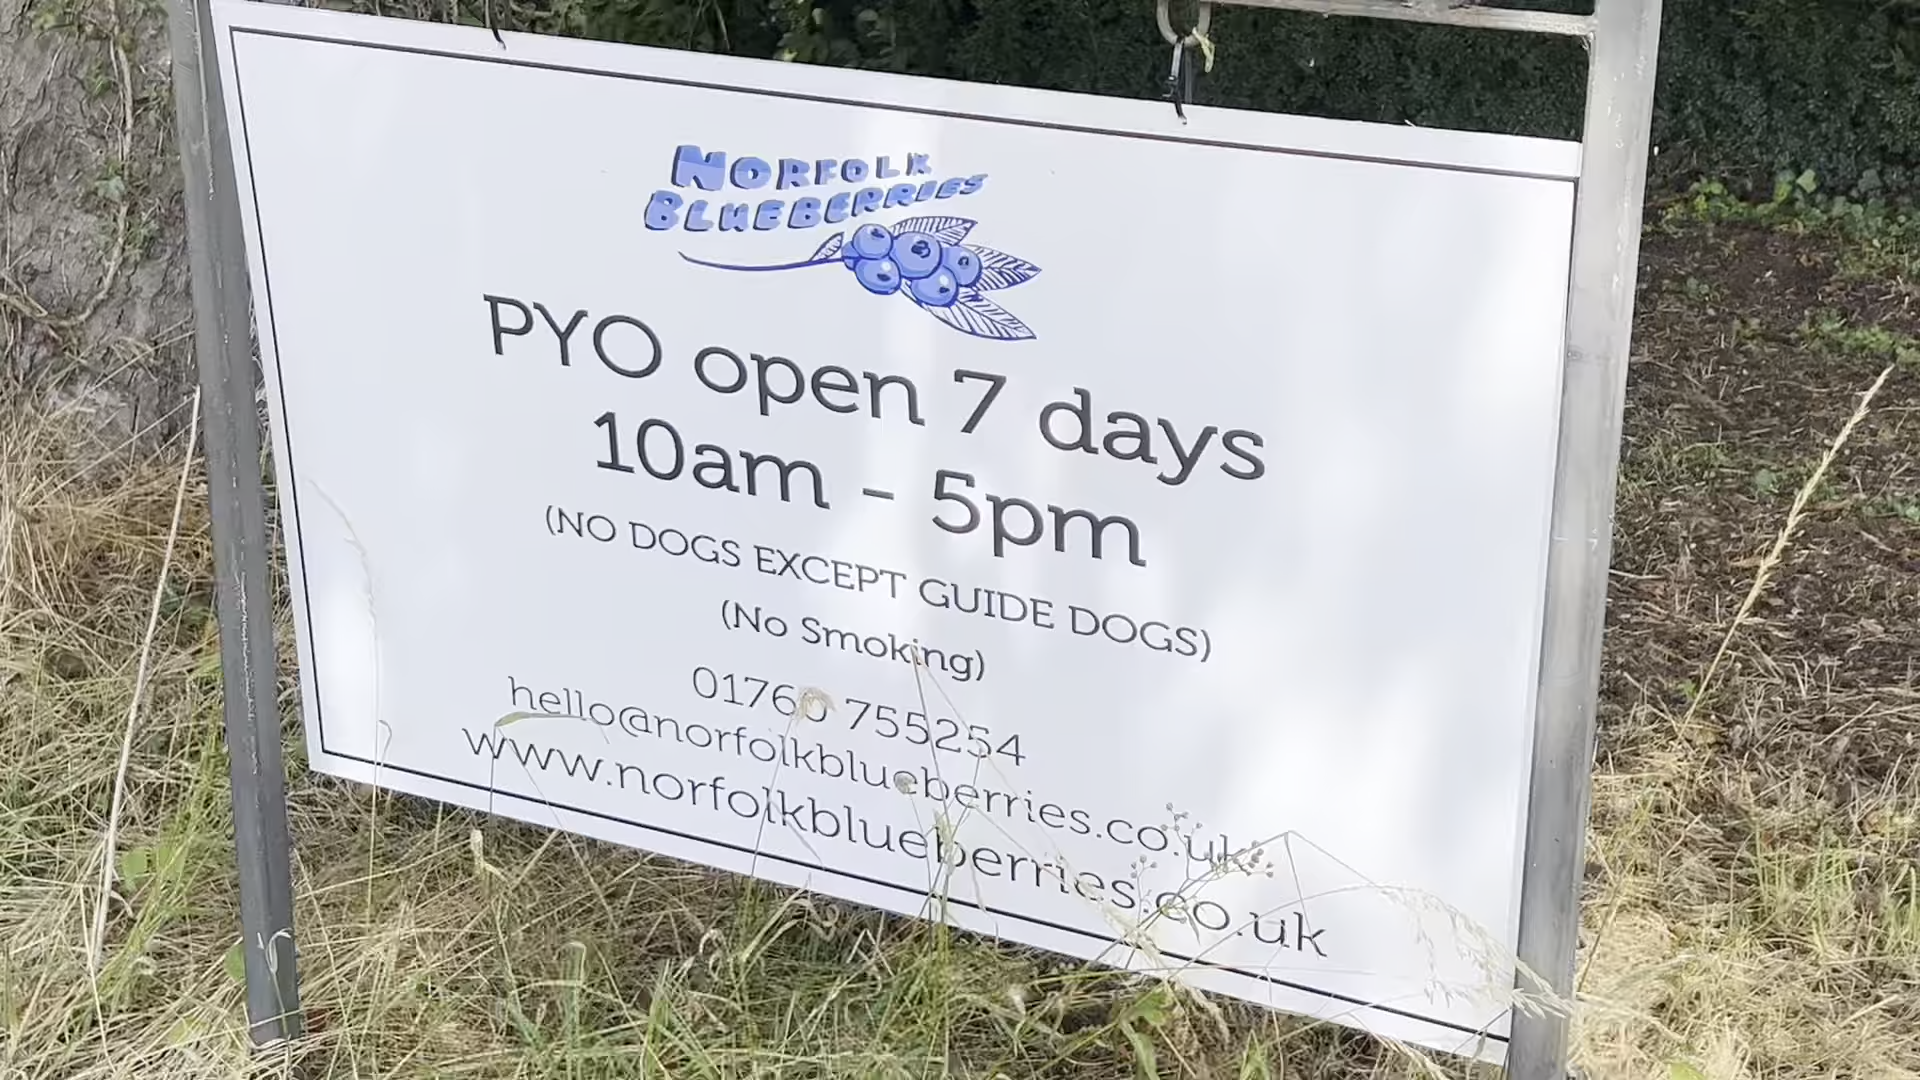 NORFOLK
BLUEBERRIES
PYO open 7 days
10am - 5pm
(NO DOGS EXCEPT GUIDE DOGS)
(No Smoking)
01760 755254
hello@norfolkblueberries.co.uk
www.norfolkblueberries.co.uk